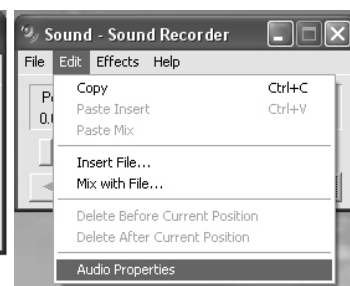 Sound - Sound Recorder
File Edit Effects Help
Copy Ctrl+C
Paste Insert Ctrl+V
Paste Mix
Insert File...
Mix with File...
Delete Before Current Position
Delete After Current Position
Audio Properties